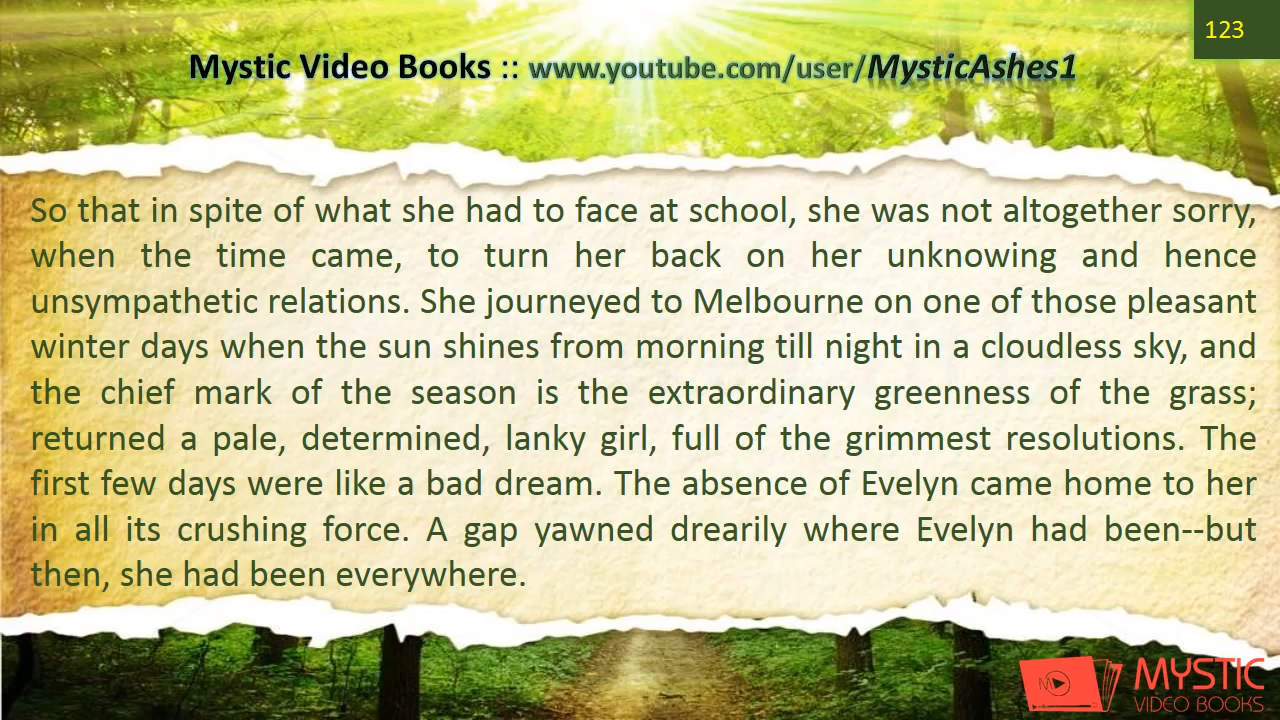 123
Mystic Video Books :: www.youtube.com/user/MysticAshes1
So that in spite of what she had to face at school, she was not altogether sorry,
when the time came, to turn her back on her unknowing and hence
unsympathetic relations. She journeyed to Melbourne on one of those pleasant
winter days when the sun shines from morning till night in a cloudless sky, and
the chief mark of the season is the extraordinary greenness of the grass;
returned a pale, determined, lanky girl, full of the grimmest resolutions. The
first few days were like a bad dream. The absence of Evelyn came home to her
in all its crushing force. A gap yawned drearily where Evelyn had been--but
then, she had been everywhere.
MYSTIC
VIDEO BOOKS